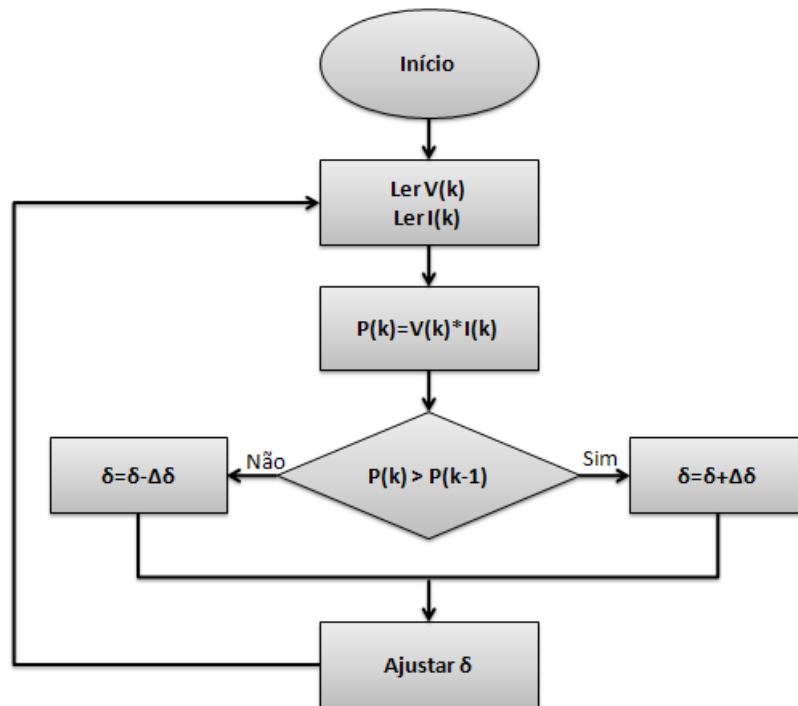 Início
Ler V(k)
Ler I(k)
P(k)=V(k)*I(k)
P(k) > P(k-1)
Não
Sim
δ=δ-Δδ
δ=δ+Δδ
Ajustar δ